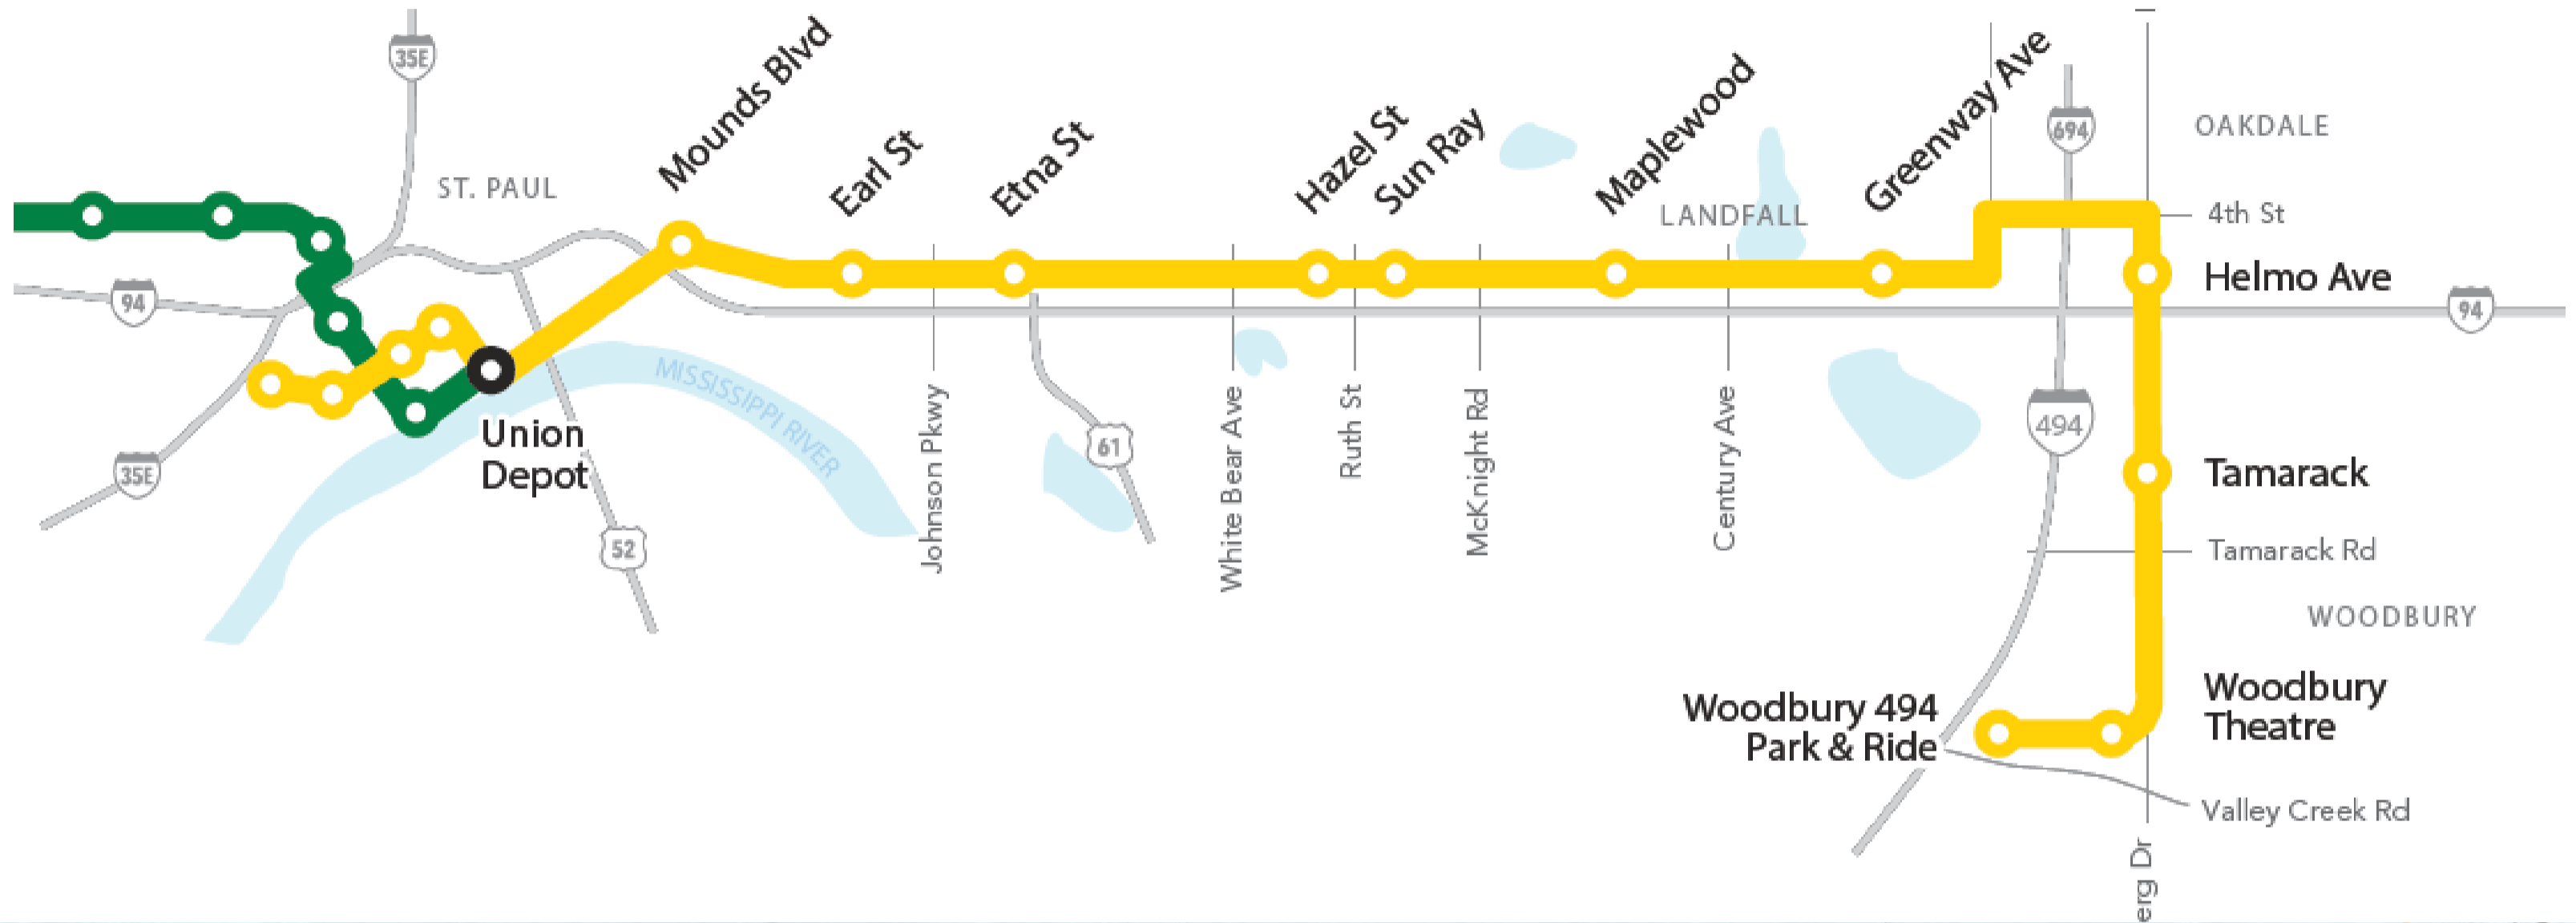 35E
ST. PAUL
94
35E
Union
Depot
52
MISSISSIPPI RIVER
Mounds Blvd
Earl St
Etna St
Hazel St
Sun Ray
Maplewood
Greenway Ave
LANDFALL
694
OAKDALE
4th St
Helmo Ave
94
494
61
Johnson Pkwy
White Bear Ave
Ruth St
McKnight Rd
Century Ave
Tamarack
Tamarack Rd
WOODBURY
Woodbury 494
Park & Ride
Woodbury
Theatre
Valley Creek Rd
erg Dr